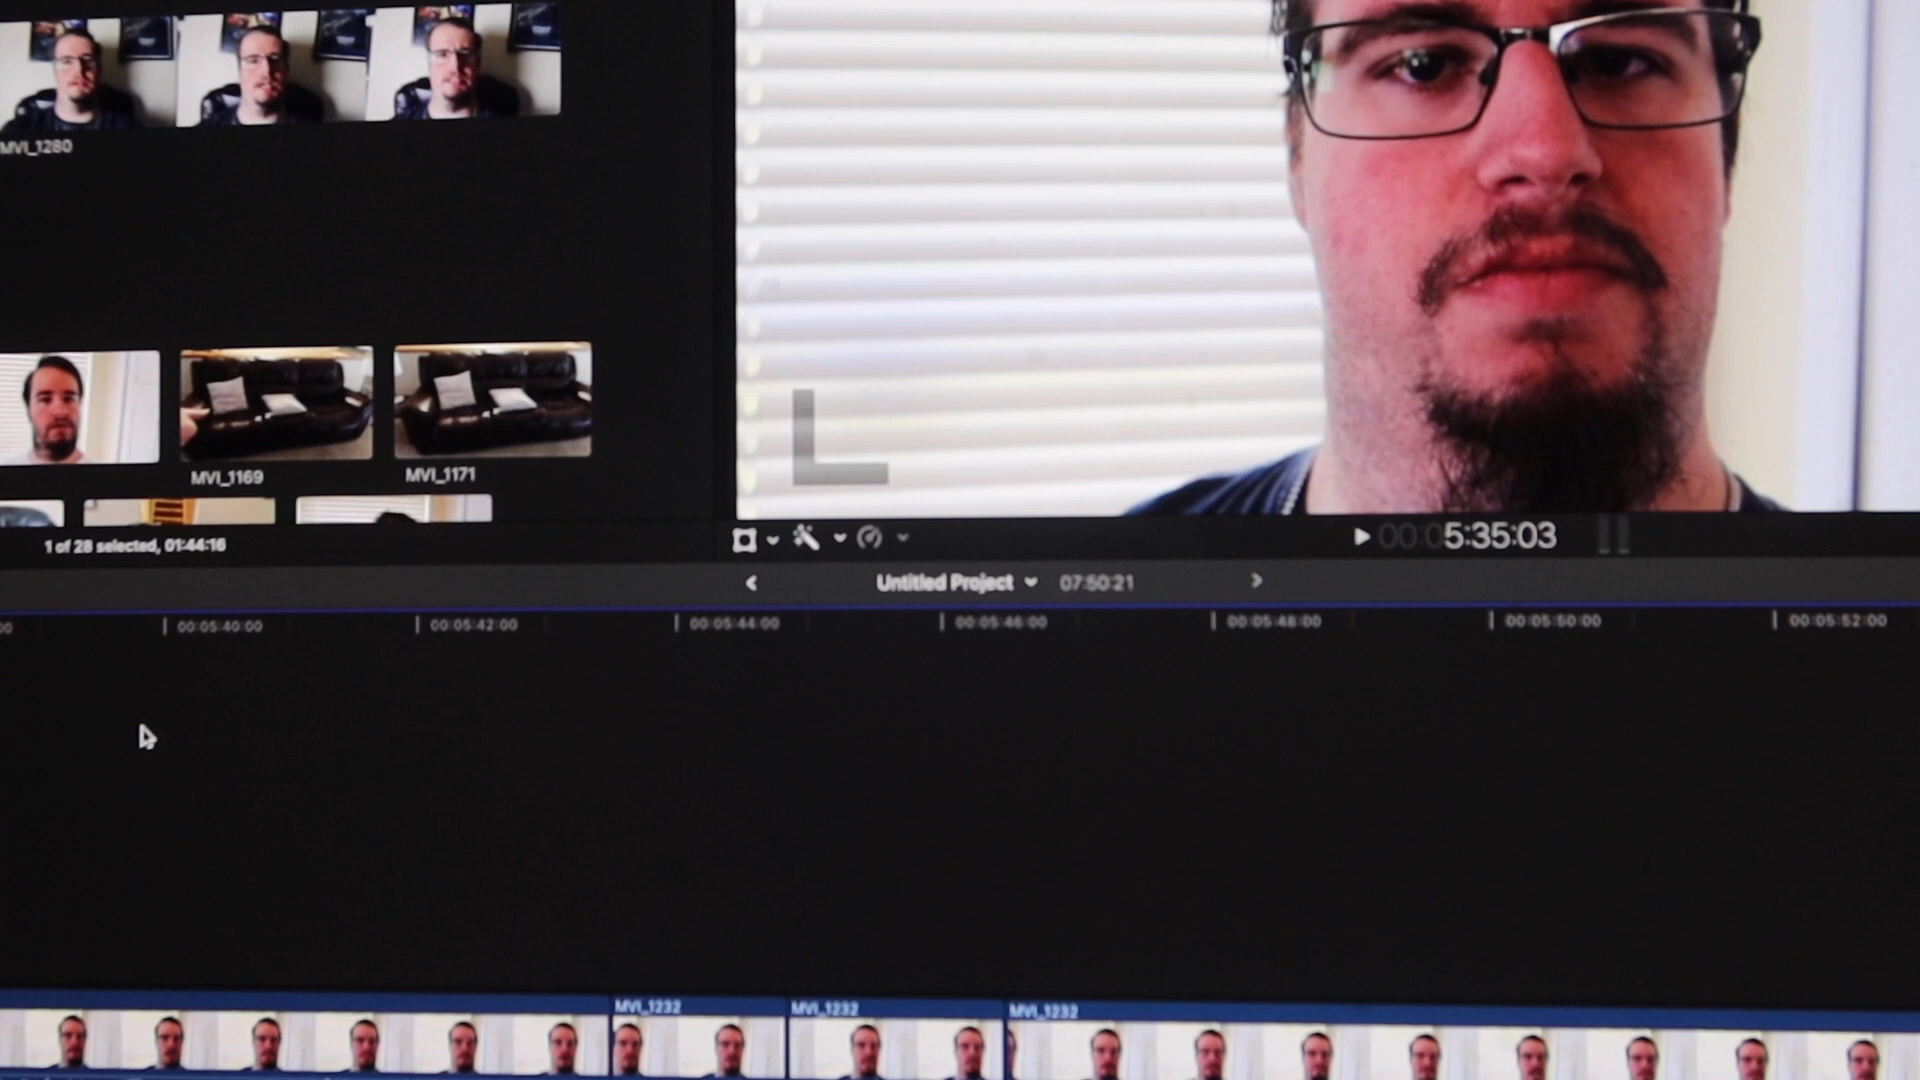 MVI_1280
MVI_1169
MVI_1171
1 of 28 selected, 01:44:16
00:05:35:03
Untitled Project
07:50:21
00:05:40:00
00:05:42:00
00:05:44:00
00:05:46:00
00:05:48:00
00:05:50:00
00:05:52:00
MVI_1232
MVI_1232
MVI_1232